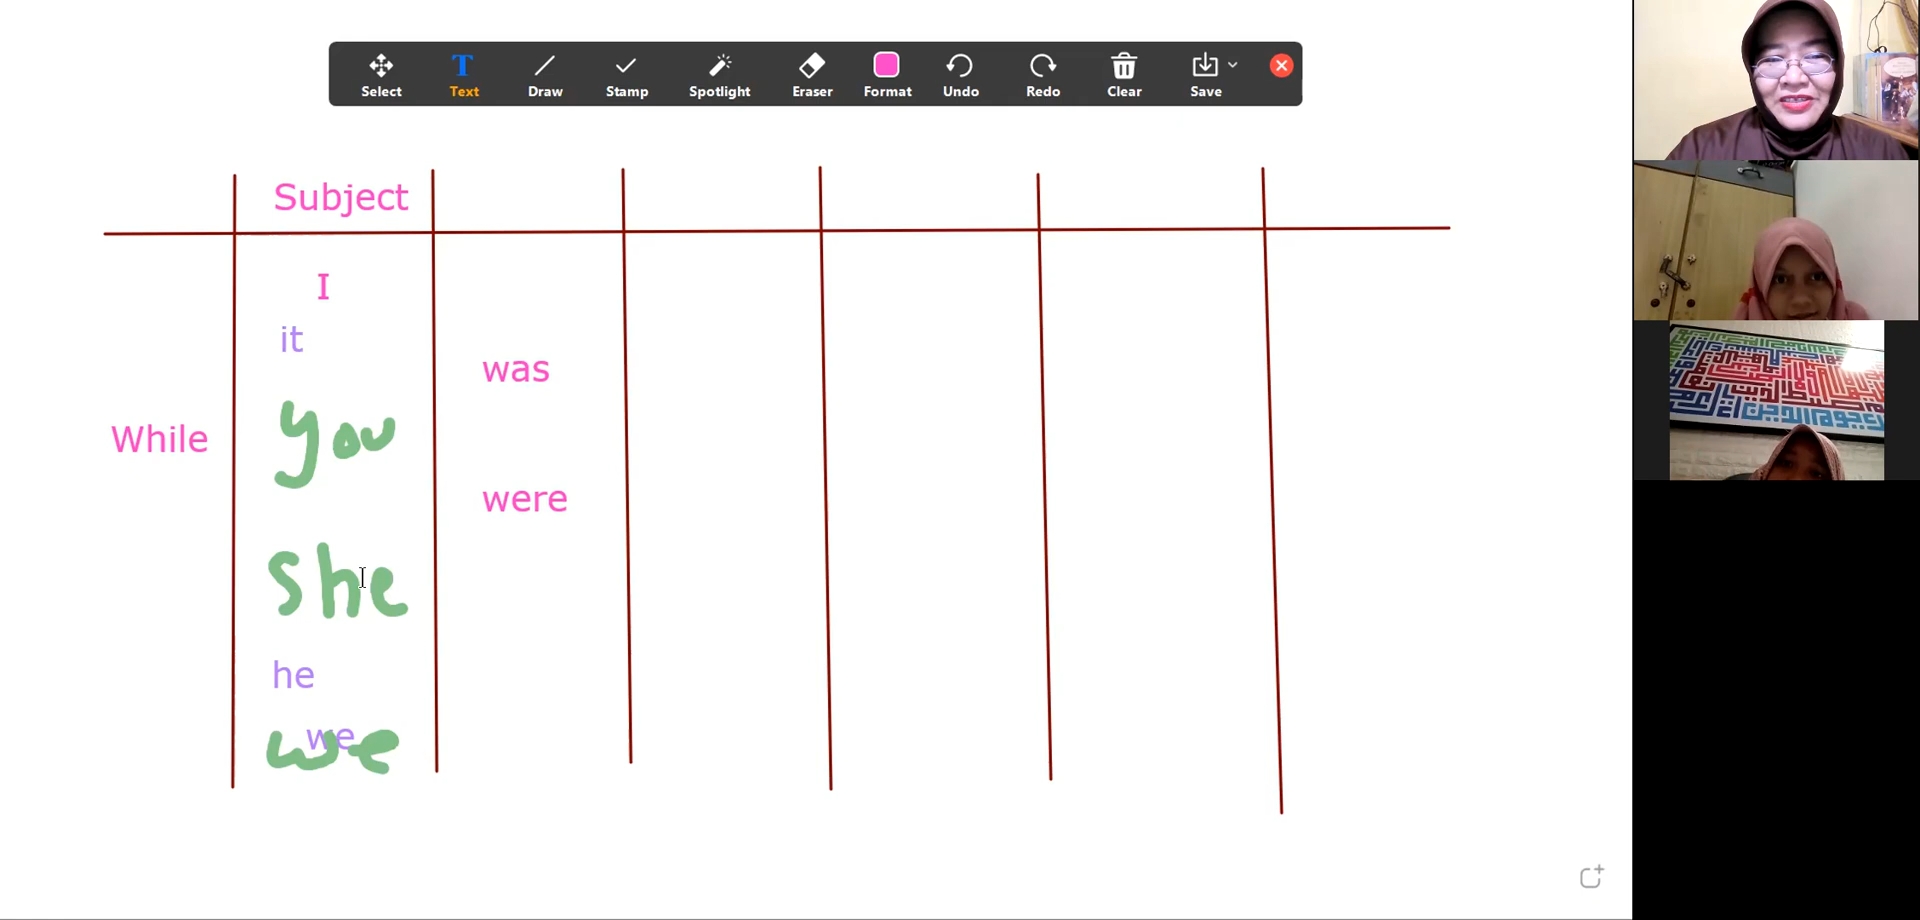 Select Text Draw Stamp Spotlight Eraser Format Undo Redo Clear Save
Subject
I
it
was
you
While
were
she
he
we
we